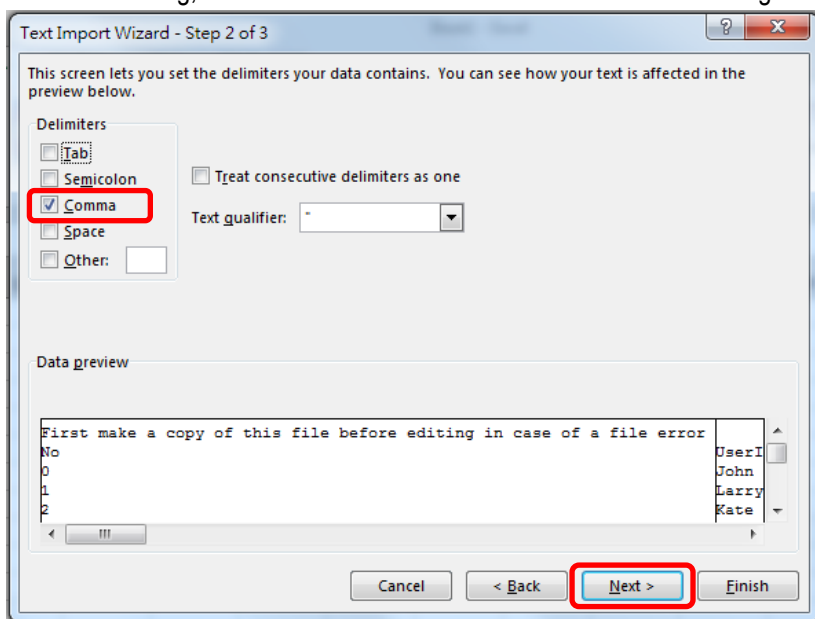 Text Import Wizard - Step 2 of 3
This screen lets you set the delimiters your data contains. You can see how your text is affected in the
preview below.
Delimiters
Tab
Semicolon
Comma
Space
Other:
Treat consecutive delimiters as one
Text qualifier: "
Data preview
First make a copy of this file before editing in case of a file error
No UserI
0 John
1 Larry
2 Kate
Cancel < Back Next > Finish